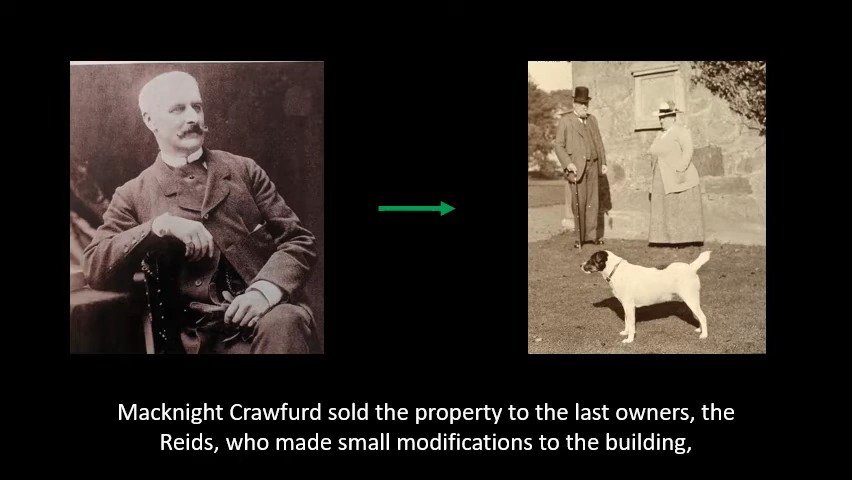 Macknight Crawfurd sold the property to the last owners, the
Reids, who made small modifications to the building,